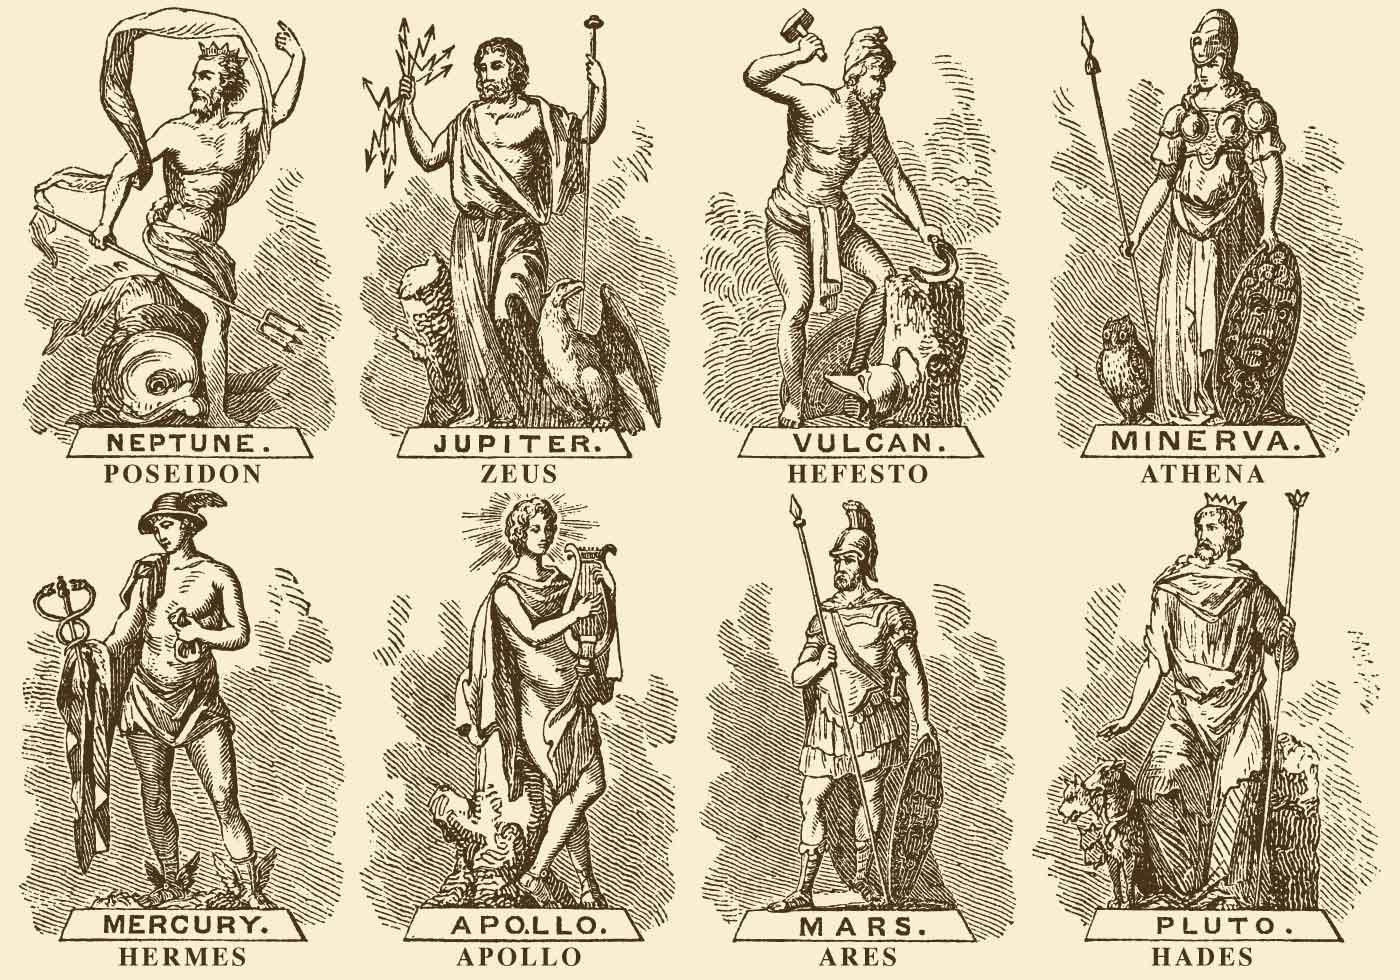 NEPTUNE. JUPITER. VULCAN. MINERVA.
POSEIDON ZEUS HEFESTO ATHENA
MERCURY. APOLLO. MARS. PLUTO.
HERMES APOLLO ARES HADES